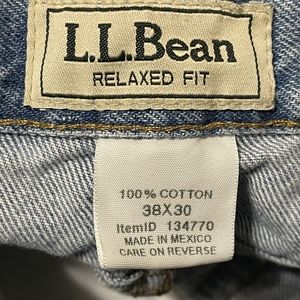 L.L.Bean
RELAXED FIT
100% COTTON
38X30
ItemID 134770
MADE IN MEXICO
CARE ON REVERSE